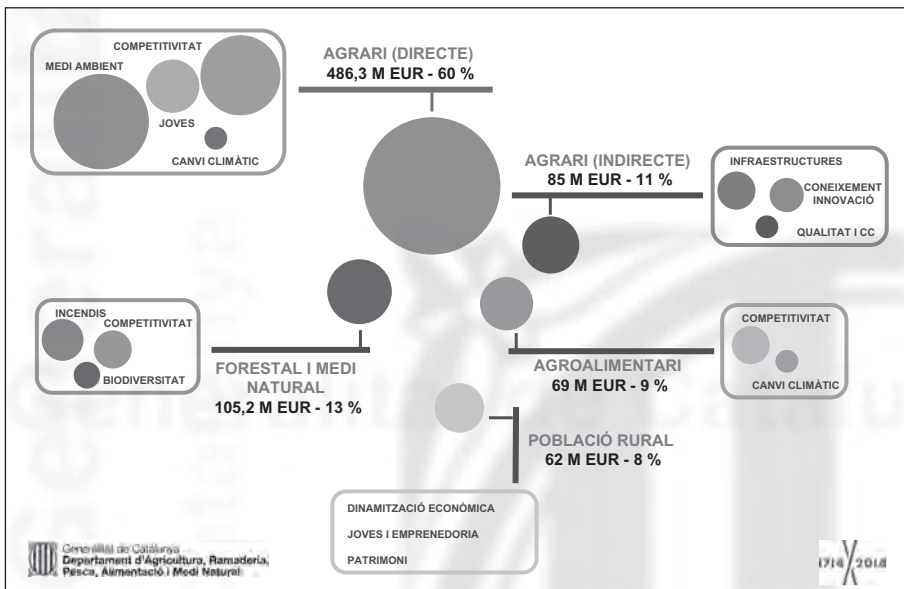 COMPETITIVITAT
MEDI AMBIENT
JOVES
CANVI CLIMÀTIC
AGRARI (DIRECTE)
486,3 M EUR - 60 %
AGRARI (INDIRECTE)
85 M EUR - 11 %
INFRAESTRUCTURES
CONEIXEMENT
INNOVACIÓ
QUALITAT I CC
INCENDIS
COMPETITIVITAT
BIODIVERSITAT
FORESTAL I MEDI
NATURAL
105,2 M EUR - 13 %
AGROALIMENTARI
69 M EUR - 9 %
COMPETITIVITAT
CANVI CLIMÀTIC
POBLACIÓ RURAL
62 M EUR - 8 %
DINAMITZACIÓ ECONÒMICA
JOVES I EMPRENEDORIA
PATRIMONI
Generalitat de Catalunya
Departament d'Agricultura, Ramaderia,
Pesca, Alimentació i Medi Natural
1714 2014